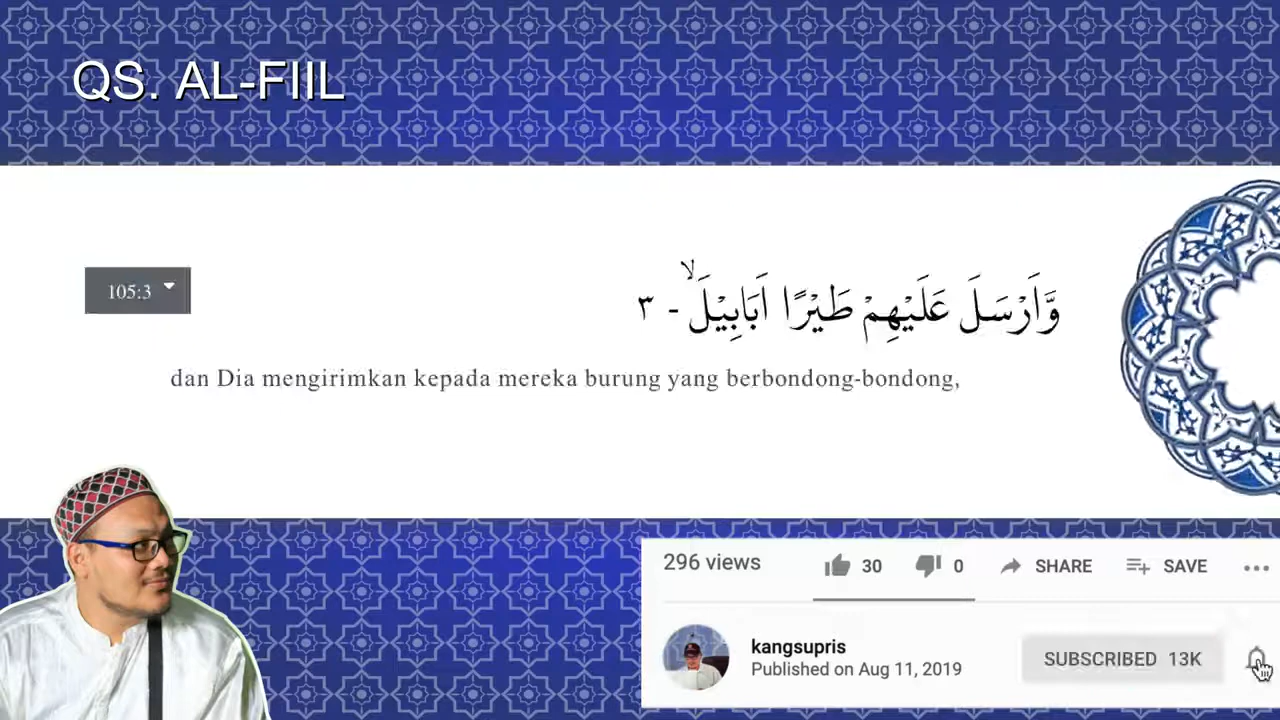 QS. AL-FIIL
105:3
وَّاَرْسَلَ عَلَيْهِمْ طَيْرًا اَبَابِيْلَۙ - ٣
dan Dia mengirimkan kepada mereka burung yang berbondong-bondong,
296 views 30 0 SHARE SAVE
kangsupris
Published on Aug 11, 2019
SUBSCRIBED 13K